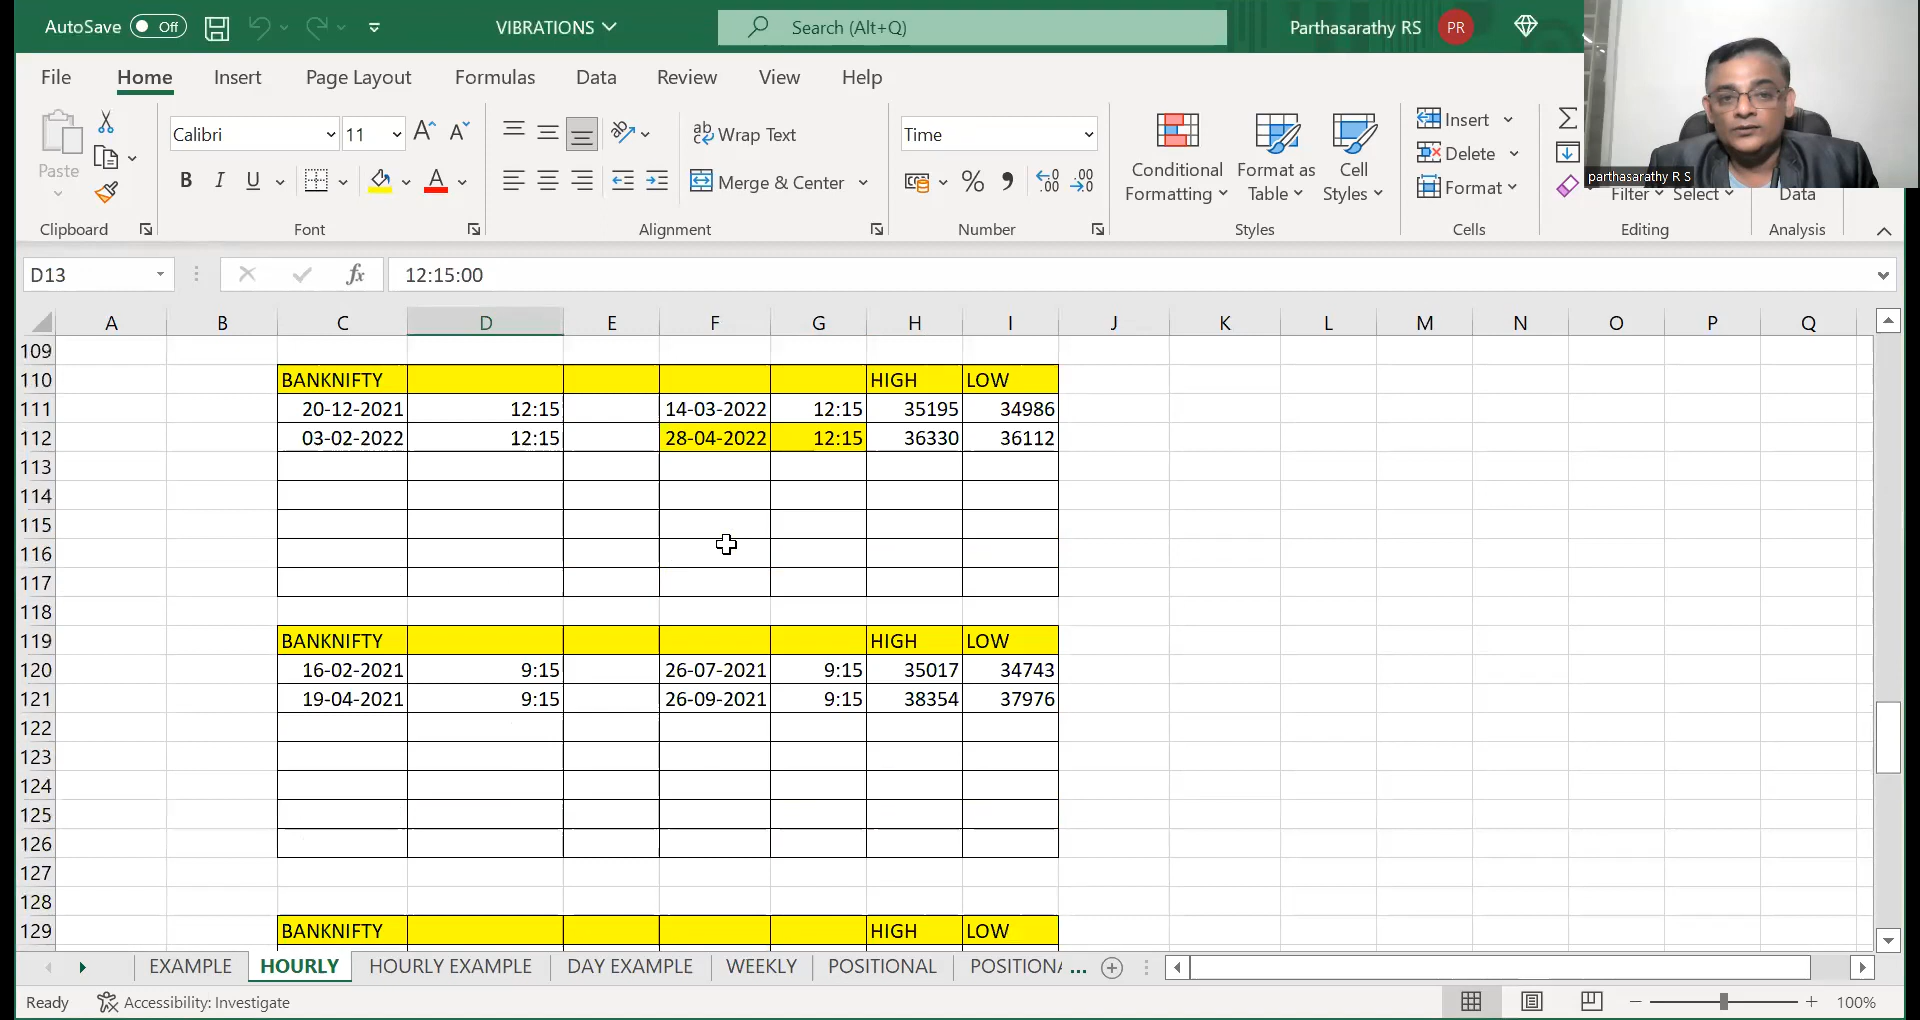 AutoSave Off VIBRATIONS Search (Alt+Q) Parthasarathy RS PR
File Home Insert Page Layout Formulas Data Review View Help
Paste Calibri 11 ab Wrap Text Merge & Center Time Conditional Formatting Format as Table Cell Styles Insert Delete Format Filter Select Data
parthasarathy R S
Clipboard Font Alignment Number Styles Cells Editing Analysis
D13 fx 12:15:00
A B C D E F G H I J K L M N O P Q
109
110 BANKNIFTY HIGH LOW
111 20-12-2021 12:15 14-03-2022 12:15 35195 34986
112 03-02-2022 12:15 28-04-2022 12:15 36330 36112
113
114
115
116
117
118
119 BANKNIFTY HIGH LOW
120 16-02-2021 9:15 26-07-2021 9:15 35017 34743
121 19-04-2021 9:15 26-09-2021 9:15 38354 37976
122
123
124
125
126
127
128
129 BANKNIFTY HIGH LOW
EXAMPLE HOURLY HOURLY EXAMPLE DAY EXAMPLE WEEKLY POSITIONAL POSITIONA ...
Ready Accessibility: Investigate 100%